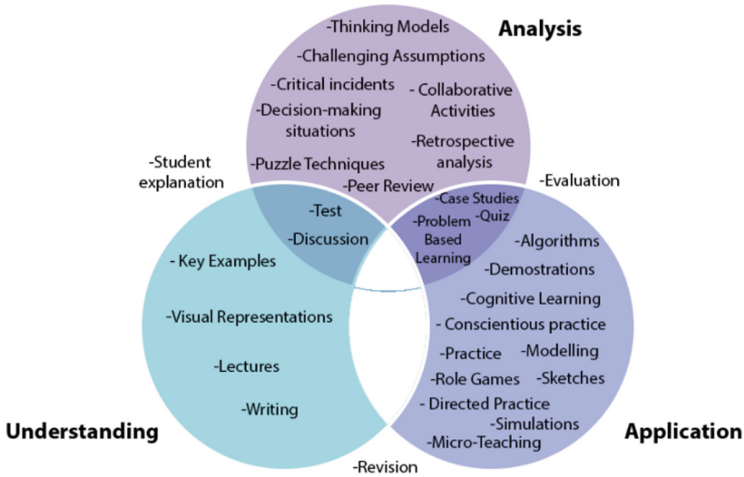 -Thinking Models
Analysis
-Challenging Assumptions
-Critical incidents
- Collaborative
Activities
-Decision-making
situations
-Retrospective
analysis
-Student
explanation
-Puzzle Techniques
-Peer Review
-Evaluation
-Case Studies
-Quiz
-Problem
Based
Learning
-Test
-Discussion
- Key Examples
-Visual Representations
-Lectures
-Writing
-Algorithms
-Demostrations
-Cognitive Learning
- Conscientious practice
-Practice
-Modelling
-Role Games
-Sketches
- Directed Practice
-Simulations
-Micro-Teaching
Understanding
Application
-Revision